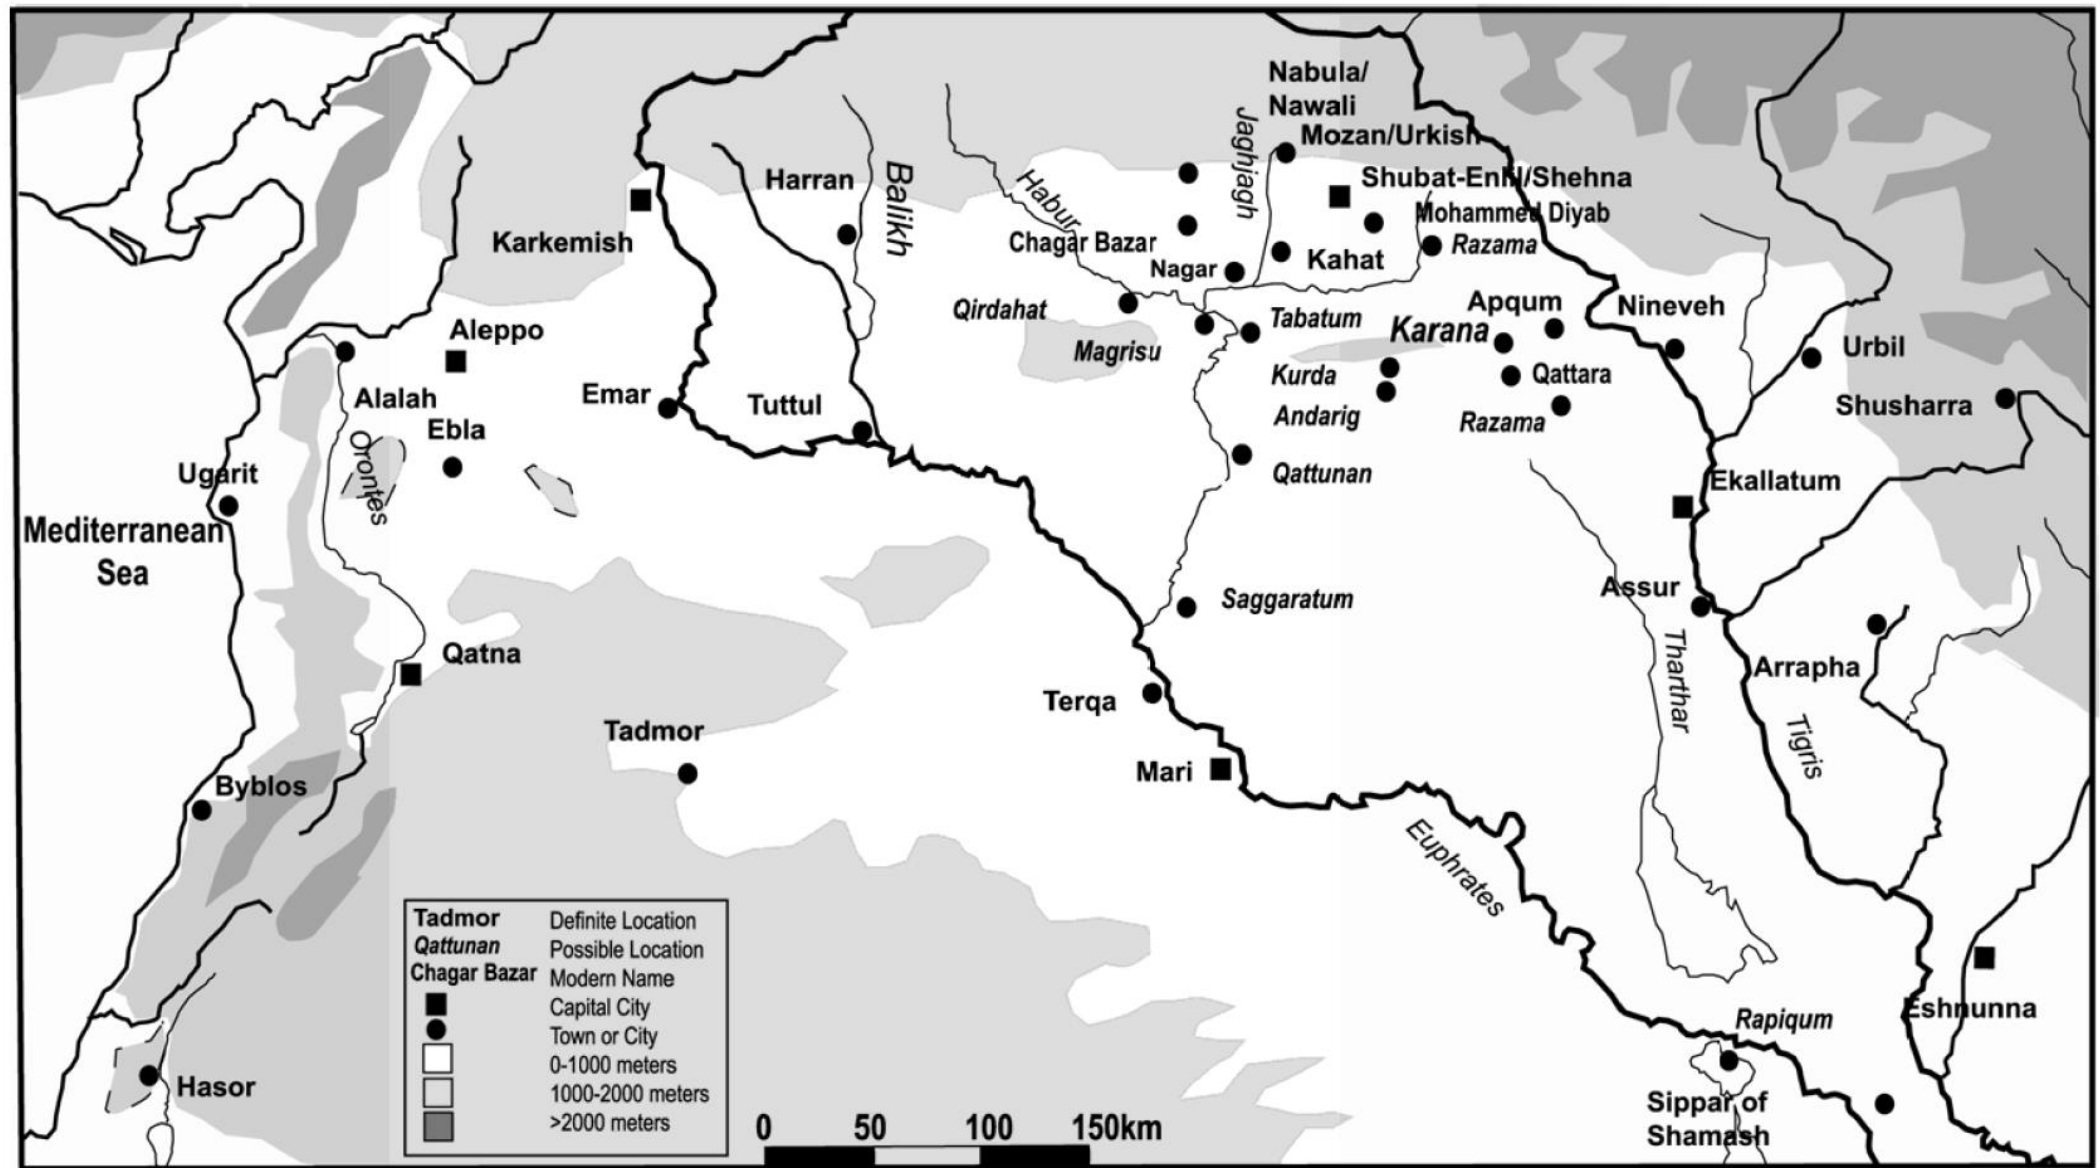 Nabula/
Nawali
Mozan/Urkish
Jaghjagh
Harran
Balikh
Habur
Shubat-Enlil/Shehna
Mohammed Diyab
Karkemish
Chagar Bazar
Nagar
Kahat
Razama
Qirdahat
Aleppo
Magrisu
Tabatum
Karana
Apqum
Nineveh
Urbil
Alalah
Emar
Tuttul
Kurda
Qattara
Andarig
Razama
Shusharra
Ebla
Orontes
Ugarit
Qattunan
Ekallatum
Mediterranean
Sea
Saggaratum
Assur
Qatna
Tharthar
Arrapha
Terqa
Tadmor
Tigris
Mari
Byblos
Euphrates
Tadmor Definite Location
Qattunan Possible Location
Chagar Bazar Modern Name
Capital City
Town or City
0-1000 meters
1000-2000 meters
>2000 meters
Eshnunna
Rapiqum
Hasor
Sippar of
Shamash
0 50 100 150km